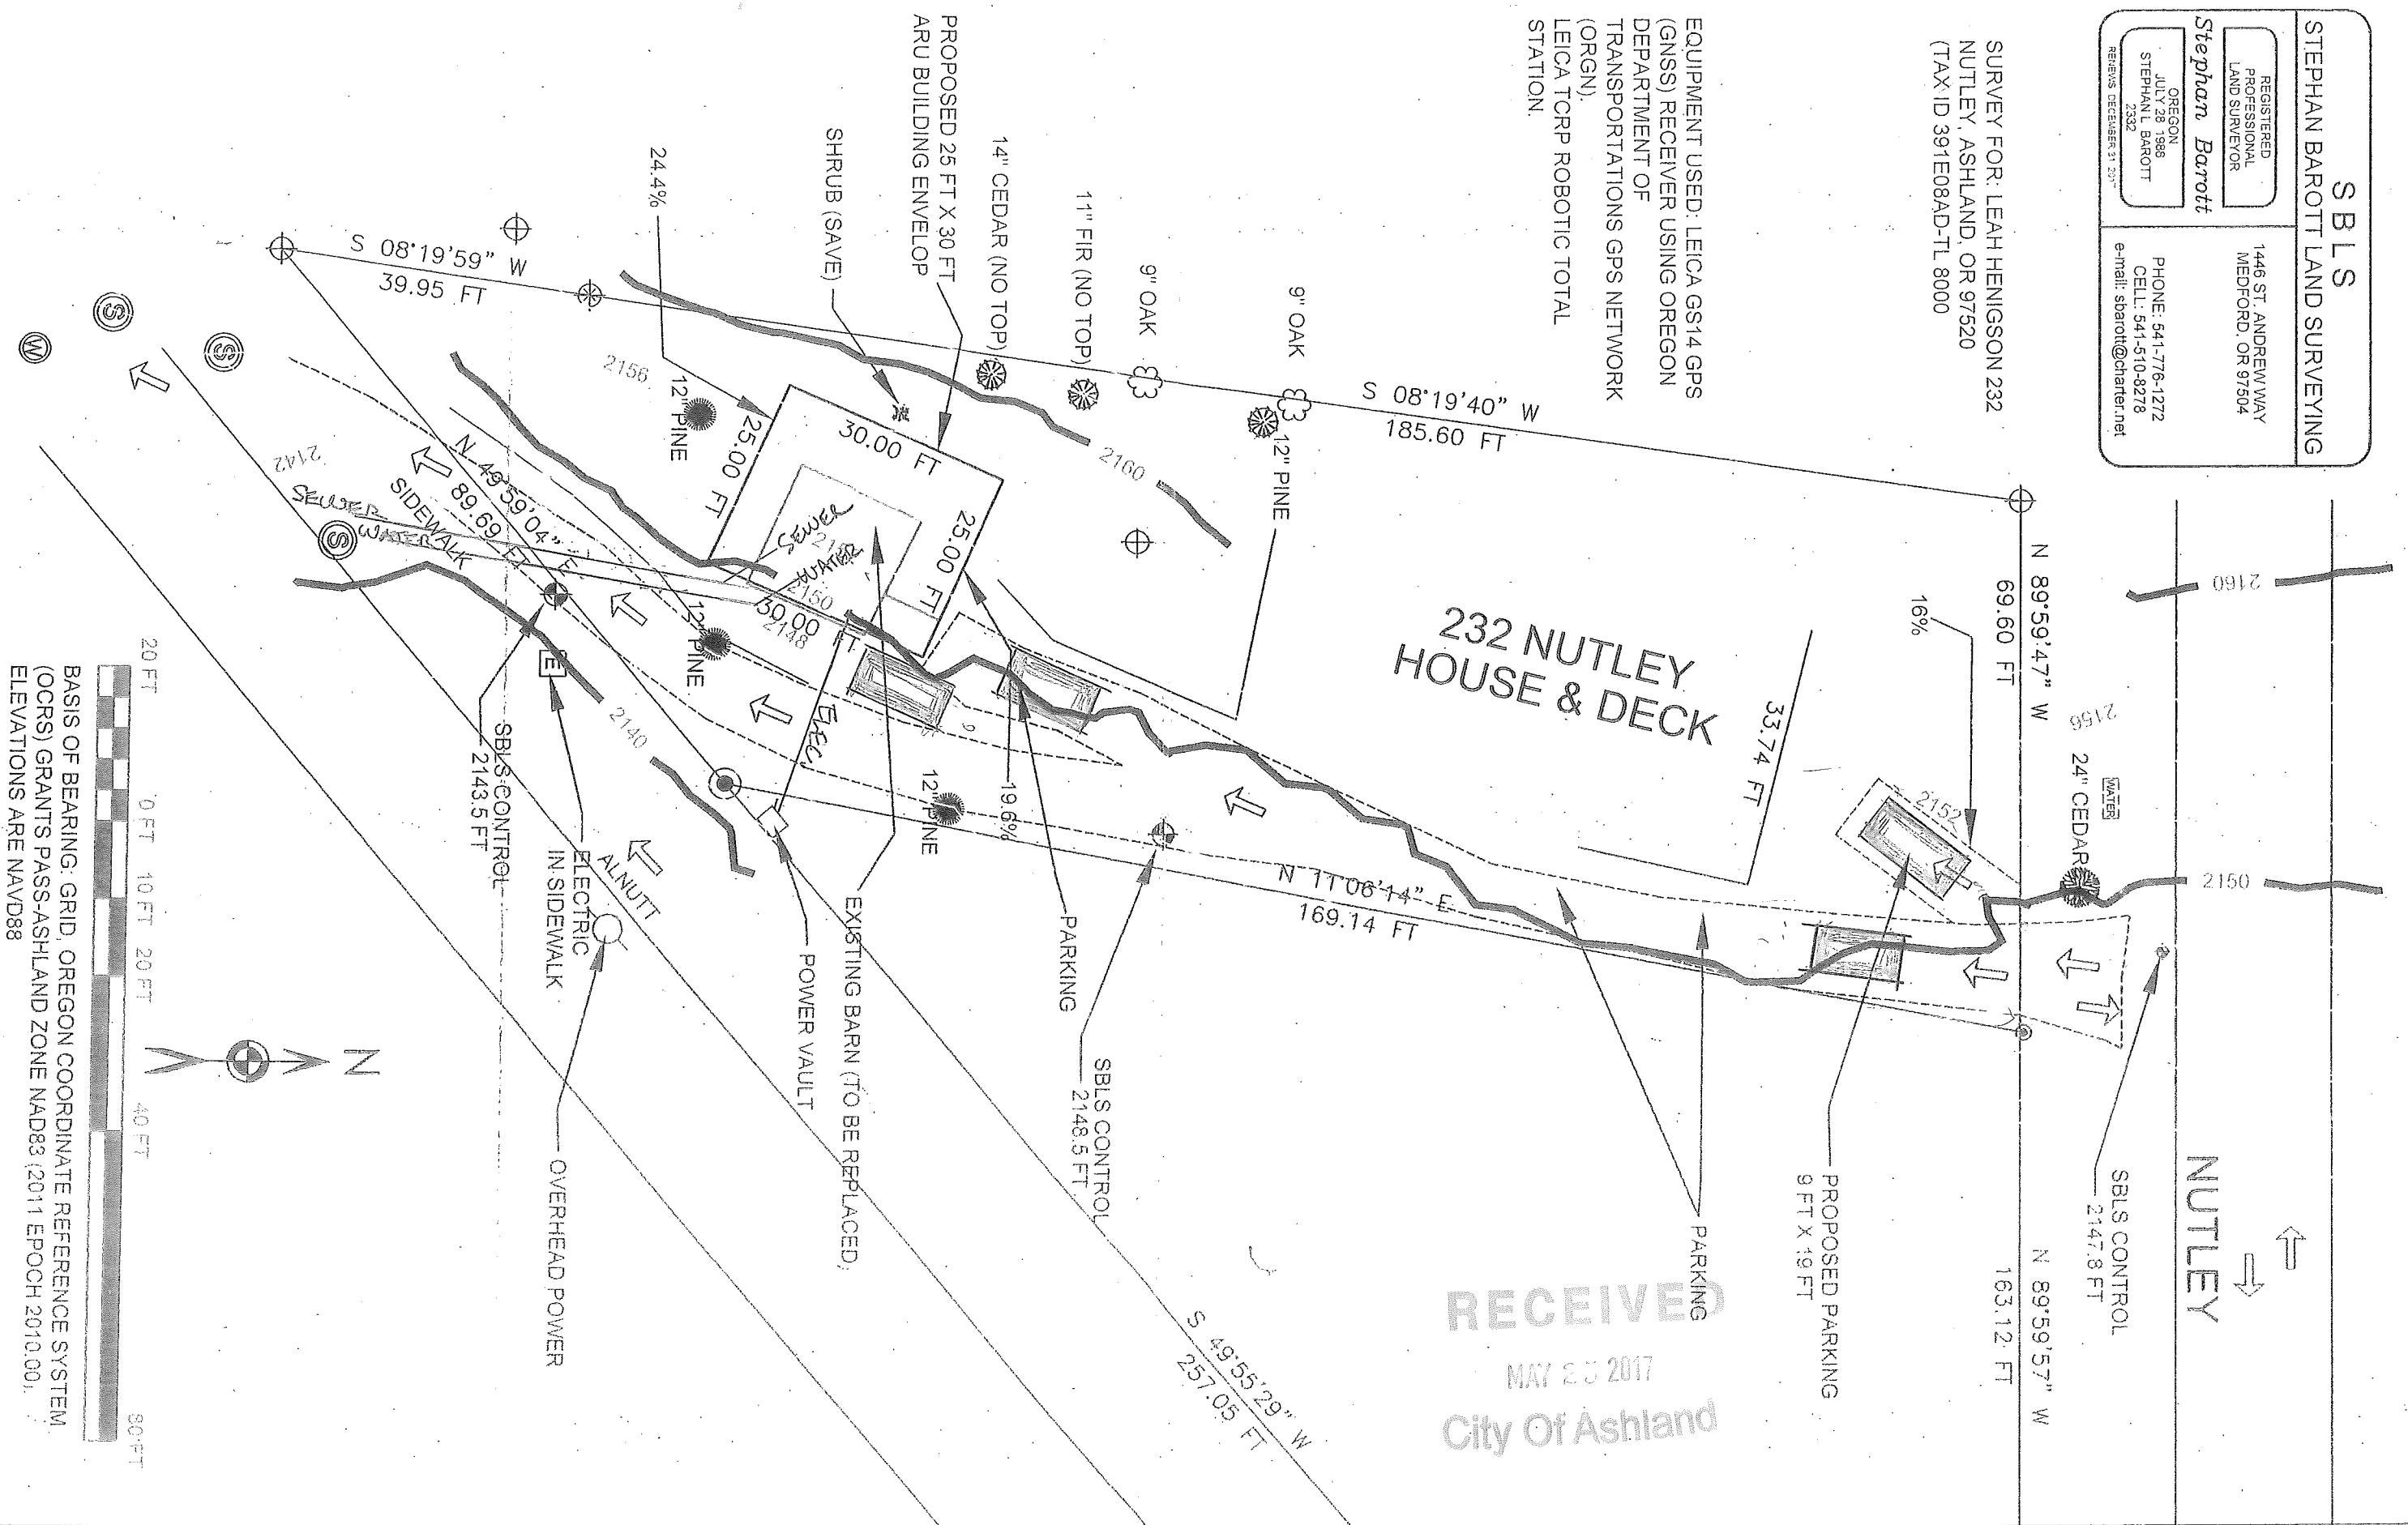 SBLS
STEPHAN BAROTT LAND SURVEYING
REGISTERED
PROFESSIONAL
LAND SURVEYOR
Stephan Barott
OREGON
JULY 26 1986
STEPHAN L BAROTT
2332
RENEWS DECEMBER 31
1446 ST. ANDREW WAY
MEDFORD, OR 97504
PHONE: 541-776-1272
CELL: 541-510-8278
e-mail: sbarott@charter.net
SURVEY FOR: LEAH HENIGSON 232
NUTLEY, ASHLAND, OR 97520
(TAX ID 391E08AD-TL 8000
EQUIPMENT USED: LEICA GS14 GPS
(GNSS) RECEIVER USING OREGON
DEPARTMENT OF
TRANSPORTATIONS GPS NETWORK
(ORGN).
LEICA TCRP ROBOTIC TOTAL
STATION.
NUTLEY
2160
2150
2156
N 89°59'47" W
69.60 FT
N 89°59'57" W
163.12 FT
WATER
24" CEDAR
SBLS CONTROL
2147.8 FT
16%
2152
PROPOSED PARKING
9 FT X 19 FT
PARKING
33.74 FT
232 NUTLEY
HOUSE & DECK
S 08°19'40" W
185.60 FT
9" OAK
12" PINE
9" OAK
11" FIR (NO TOP)
14" CEDAR (NO TOP)
2160
PROPOSED 25 FT X 30 FT
ARU BUILDING ENVELOP
SHRUB (SAVE)
24.4%
N 11°06'14" E
169.14 FT
SBLS CONTROL
2148.5 FT
PARKING
19.6%
12" PINE
30.00 FT
25.00 FT
25.00 FT
30.00 FT
SEWER
WATER
2150
2148
12" PINE
2156
12" PINE
ELEC
EXISTING BARN (TO BE REPLACED)
POWER VAULT
S 08°19'59" W
39.95 FT
N 49°59'04" E
89.69 FT
SIDEWALK
2142
SEWER
WATER
S
S
S
W
E
2140
SBLS CONTROL
2143.5 FT
ELECTRIC
IN SIDEWALK
ALNUTT
OVERHEAD POWER
S 49°55'29" W
257.05 FT
RECEIVED
MAY 2 2017
City Of Ashland
N
20 FT 0 FT 10 FT 20 FT 40 FT 80 FT
BASIS OF BEARING: GRID, OREGON COORDINATE REFERENCE SYSTEM
(OCRS) GRANTS PASS-ASHLAND ZONE NAD83 (2011 EPOCH 2010.00).
ELEVATIONS ARE NAVD88